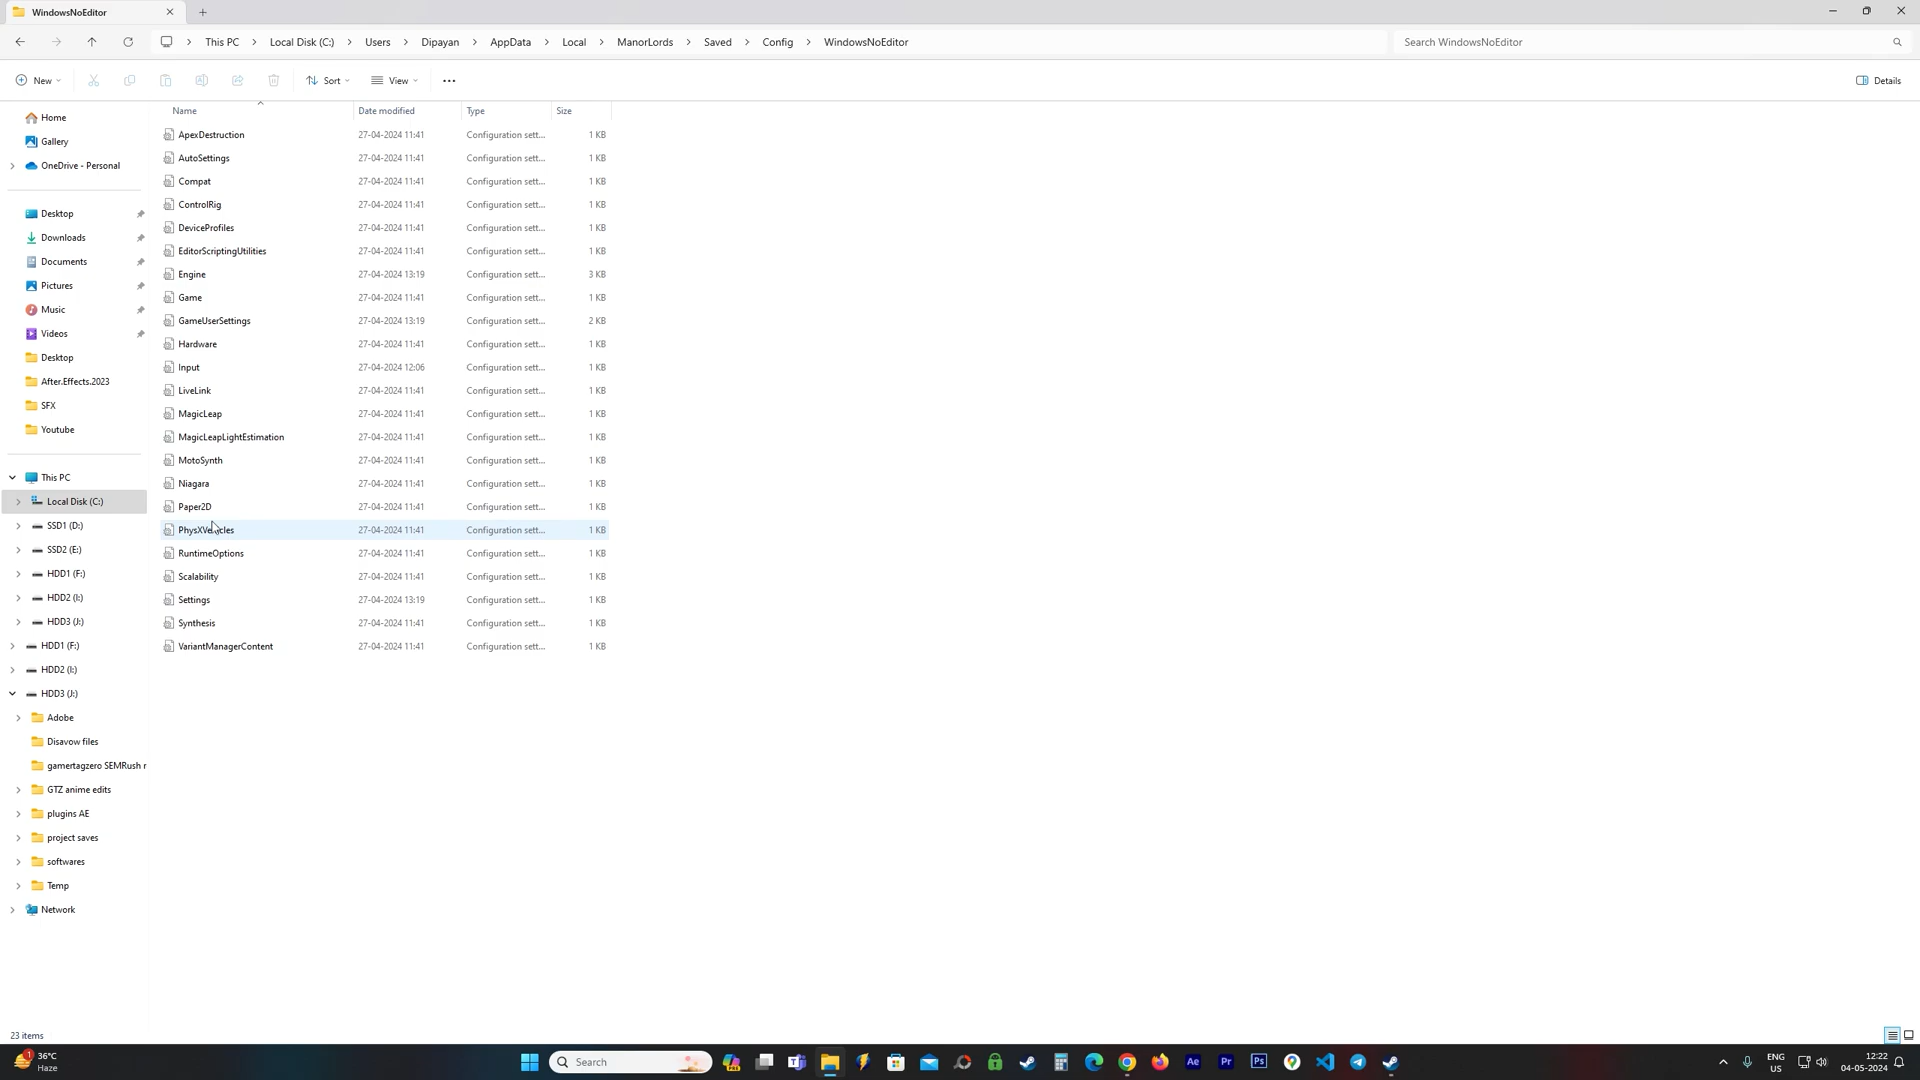 WindowsNoEditor
This PC Local Disk (C:) Users Dipayan AppData Local ManorLords Saved Config WindowsNoEditor Search WindowsNoEditor
New Sort View Details
Name Date modified Type Size
Home
Gallery
OneDrive - Personal
Desktop
Downloads
Documents
Pictures
Music
Videos
Desktop
After.Effects.2023
SFX
Youtube
This PC
Local Disk (C:)
SSD1 (D:)
SSD2 (E:)
HDD1 (F:)
HDD2 (I:)
HDD3 (J:)
HDD1 (F:)
HDD2 (I:)
HDD3 (J:)
Adobe
Disavow files
gamertagzero SEMRush r
GTZ anime edits
plugins AE
project saves
softwares
Temp
Network
ApexDestruction 27-04-2024 11:41 Configuration sett... 1 KB
AutoSettings 27-04-2024 11:41 Configuration sett... 1 KB
Compat 27-04-2024 11:41 Configuration sett... 1 KB
ControlRig 27-04-2024 11:41 Configuration sett... 1 KB
DeviceProfiles 27-04-2024 11:41 Configuration sett... 1 KB
EditorScriptingUtilities 27-04-2024 11:41 Configuration sett... 1 KB
Engine 27-04-2024 13:19 Configuration sett... 3 KB
Game 27-04-2024 11:41 Configuration sett... 1 KB
GameUserSettings 27-04-2024 13:19 Configuration sett... 2 KB
Hardware 27-04-2024 11:41 Configuration sett... 1 KB
Input 27-04-2024 12:06 Configuration sett... 1 KB
LiveLink 27-04-2024 11:41 Configuration sett... 1 KB
MagicLeap 27-04-2024 11:41 Configuration sett... 1 KB
MagicLeapLightEstimation 27-04-2024 11:41 Configuration sett... 1 KB
MotoSynth 27-04-2024 11:41 Configuration sett... 1 KB
Niagara 27-04-2024 11:41 Configuration sett... 1 KB
Paper2D 27-04-2024 11:41 Configuration sett... 1 KB
PhysXVehicles 27-04-2024 11:41 Configuration sett... 1 KB
RuntimeOptions 27-04-2024 11:41 Configuration sett... 1 KB
Scalability 27-04-2024 11:41 Configuration sett... 1 KB
Settings 27-04-2024 13:19 Configuration sett... 1 KB
Synthesis 27-04-2024 11:41 Configuration sett... 1 KB
VariantManagerContent 27-04-2024 11:41 Configuration sett... 1 KB
23 items
1 36°C
Haze
Search
PRE
Ae
Pr
Ps
ENG
US
12:22
04-05-2024